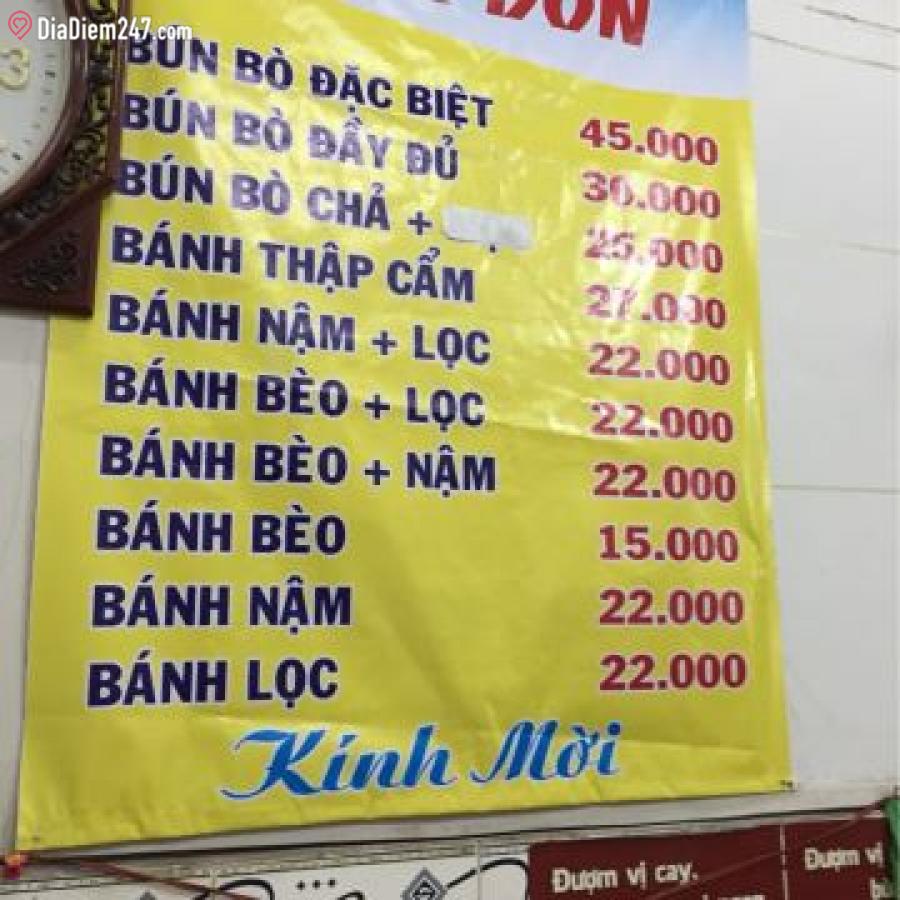 DiaDiem247.com
ĐƠN
BÚN BÒ ĐẶC BIỆT 45.000
BÚN BÒ ĐẦY ĐỦ 30.000
BÚN BÒ CHẢ + 25.000
BÁNH THẬP CẨM 27.000
BÁNH NẬM + LỌC 22.000
BÁNH BÈO + LỌC 22.000
BÁNH BÈO + NẬM 22.000
BÁNH BÈO 15.000
BÁNH NẬM 22.000
BÁNH LỌC 22.000
Kính Mời
Đượm vị cay.
Đượm vị
3